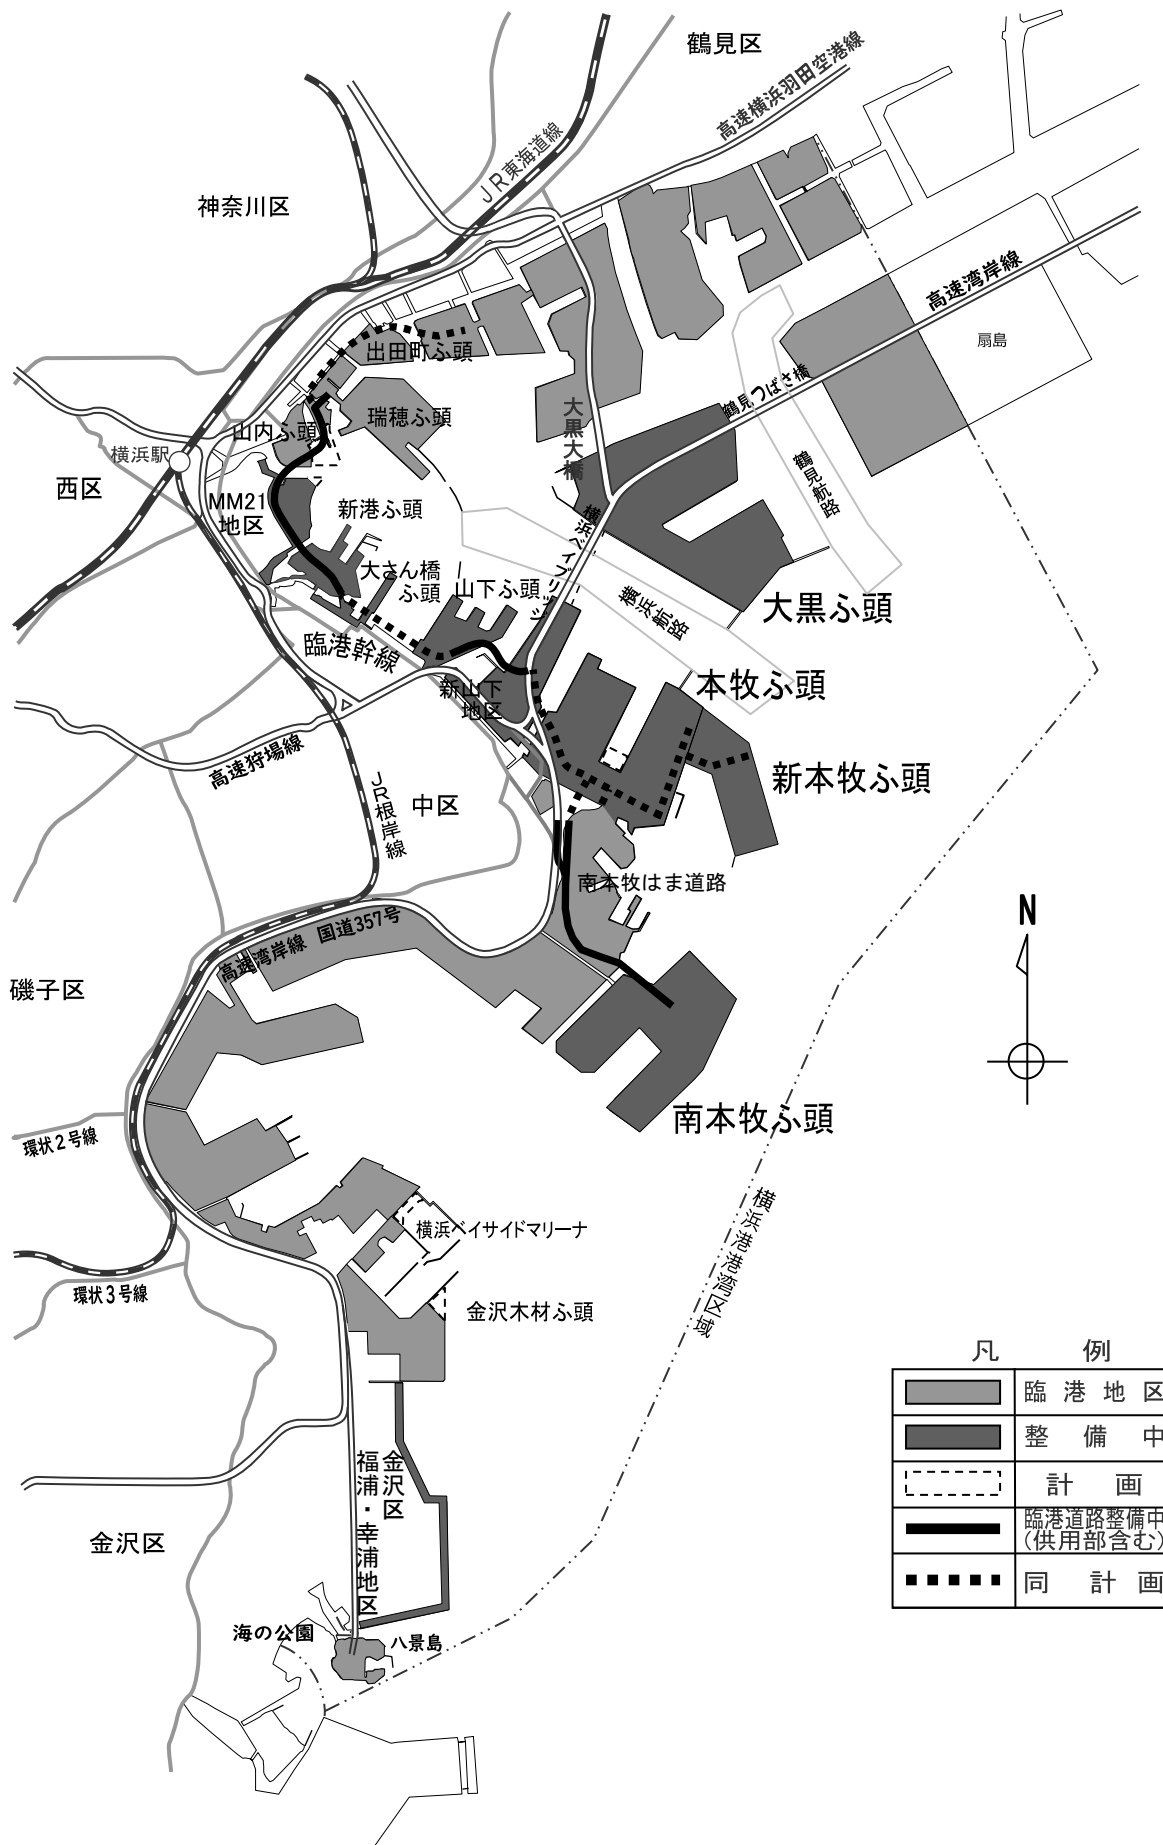 鶴見区
高速横浜羽田空港線
JR東海道線
神奈川区
高速湾岸線
扇島
出田町ふ頭
鶴見つばさ橋
瑞穂ふ頭
大黒大橋
山内ふ頭
横浜駅
鶴見航路
西区
MM21
地区
新港ふ頭
横浜ベイブリッジ
大さん橋
ふ頭
山下ふ頭
横浜航路
大黒ふ頭
臨港幹線
本牧ふ頭
新山下
地区
高速狩場線
新本牧ふ頭
JR根岸線
中区
南本牧はま道路
N
高速湾岸線 国道357号
磯子区
南本牧ふ頭
環状2号線
横浜港港湾区域
横浜ベイサイドマリーナ
環状3号線
金沢木材ふ頭
凡例
臨港地区
整備中
計画
臨港道路整備中
(供用部含む)
同計画
金沢区
福浦・幸浦地区
金沢区
海の公園
八景島